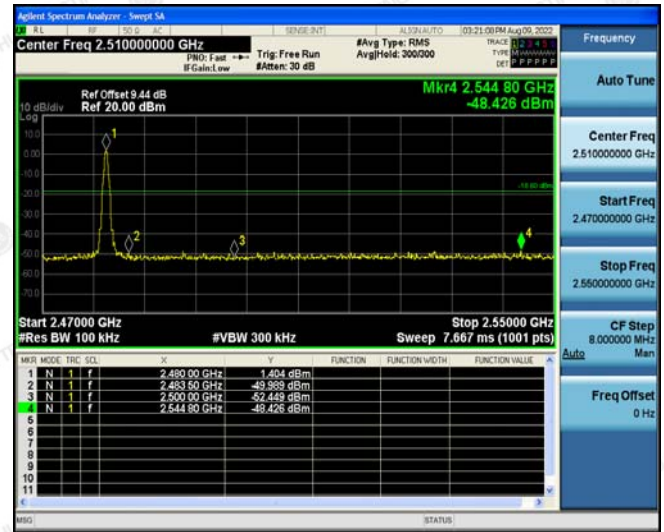 Agilent Spectrum Analyzer - Swept SA
RL RF 50 Ω AC SENSE:INT ALIGNAUTO 03:21:08 PM Aug 09, 2022
Center Freq 2.510000000 GHz
PNO: Fast
IFGain:Low
Trig: Free Run
#Atten: 30 dB
#Avg Type: RMS
Avg|Hold: 300/300
TRACE 1 2 3 4 5 6
TYPE
DET P P P P P P
Mkr4 2.544 80 GHz
-48.426 dBm
Ref Offset 9.44 dB
10 dB/div Ref 20.00 dBm
Log
10.0
0.00
-10.0
-20.0
-30.0
-40.0
-50.0
-60.0
-70.0
1
2
3
4
Start 2.47000 GHz Stop 2.55000 GHz
#Res BW 100 kHz #VBW 300 kHz Sweep 7.667 ms (1001 pts)
MKR MODE TRC SCL X Y FUNCTION FUNCTION WIDTH FUNCTION VALUE
1 N 1 f 2.480 00 GHz 1.404 dBm
2 N 1 f 2.483 50 GHz -49.989 dBm
3 N 1 f 2.500 00 GHz -52.449 dBm
4 N 1 f 2.544 80 GHz -48.426 dBm
5
6
7
8
9
10
11
MSG STATUS
Frequency
Auto Tune
Center Freq
2.510000000 GHz
Start Freq
2.470000000 GHz
Stop Freq
2.550000000 GHz
CF Step
8.000000 MHz
Auto Man
Freq Offset
0 Hz